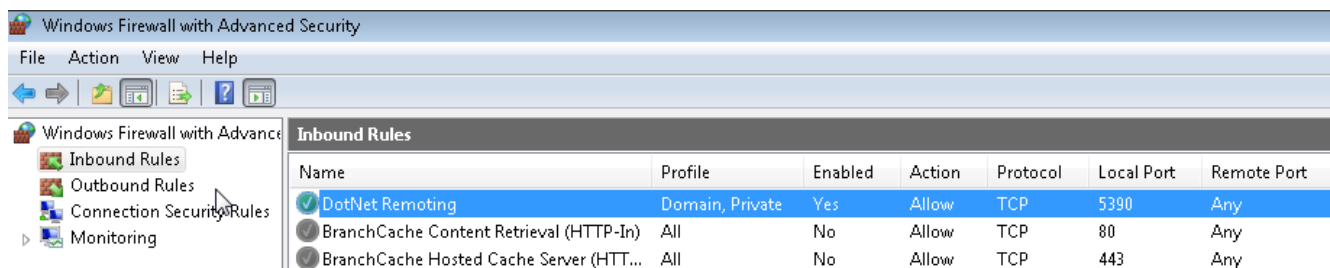 Windows Firewall with Advanced Security
File Action View Help
Windows Firewall with Advance
Inbound Rules
Outbound Rules
Connection Security Rules
Monitoring
Inbound Rules
Name Profile Enabled Action Protocol Local Port Remote Port
DotNet Remoting Domain, Private Yes Allow TCP 5390 Any
BranchCache Content Retrieval (HTTP-In) All No Allow TCP 80 Any
BranchCache Hosted Cache Server (HTT... All No Allow TCP 443 Any